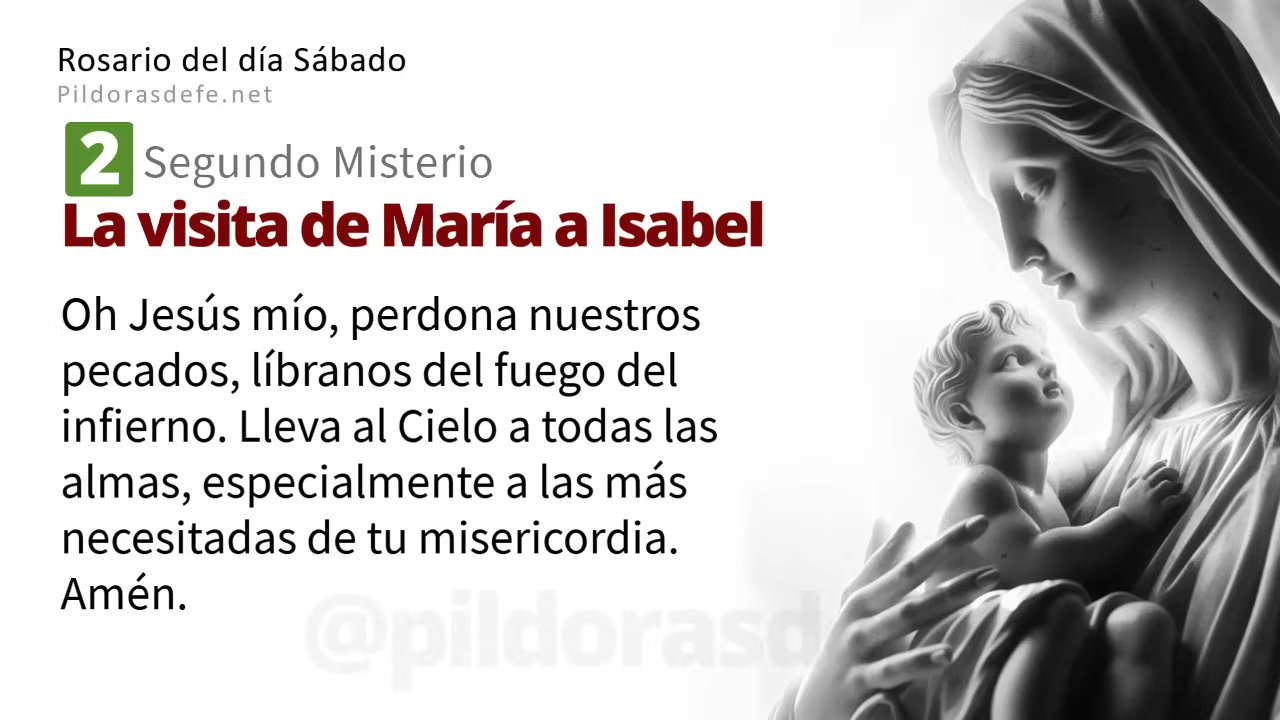 Rosario del día Sábado
Pildorasdefe.net
2 Segundo Misterio
La visita de María a Isabel
Oh Jesús mío, perdona nuestros
pecados, líbranos del fuego del
infierno. Lleva al Cielo a todas las
almas, especialmente a las más
necesitadas de tu misericordia.
Amén.
@pildorasd